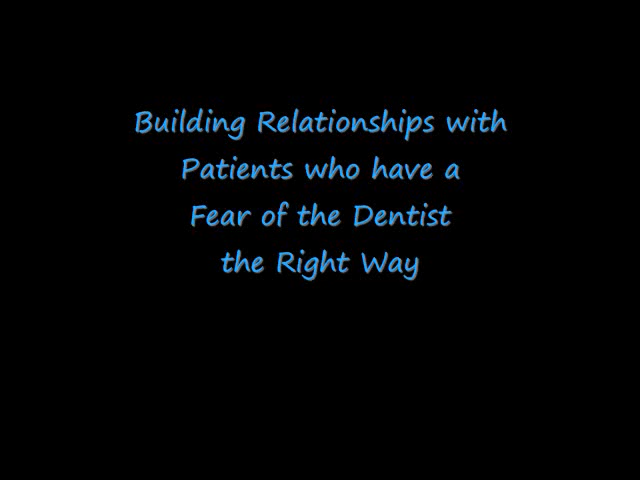 Building Relationships with
Patients who have a
Fear of the Dentist
the Right Way